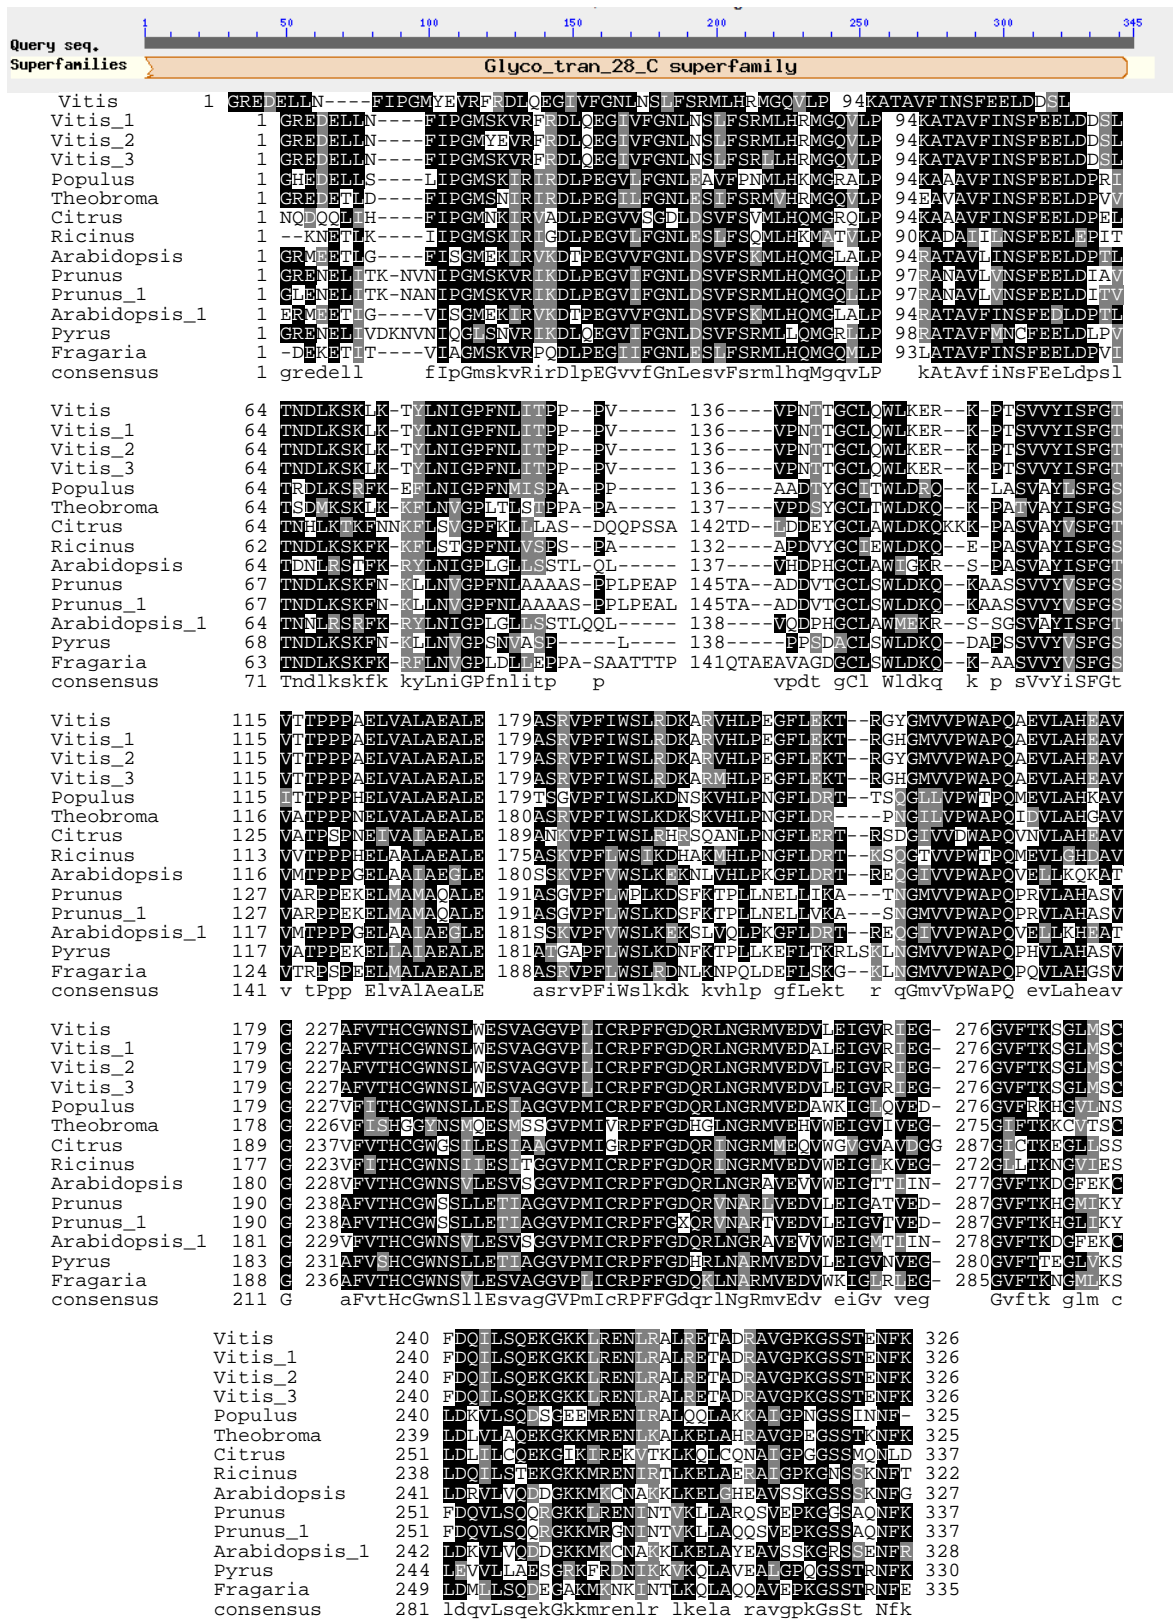 1 50 100 150 200 250 300 345
Query seq.
Superfamilies Glyco_tran_28_C superfamily
Vitis 1 GREDELLN----FIPGMYEVRFRDLQEGIVFGNLNSLFSRMLHRMGQVLP 94KATAVFINSFEELDDSL
Vitis_1 1 GREDELLN----FIPGMSKVRFRDLQEGIVFGNLNSLFSRMLHRMGQVLP 94KATAVFINSFEELDDSL
Vitis_2 1 GREDELLN----FIPGMYEVRFRDLQEGIVFGNLNSLFSRMLHRMGQVLP 94KATAVFINSFEELDDSL
Vitis_3 1 GREDELLN----FIPGMSKVRFRDLQEGIVFGNLNSLFSRLLHRMGQVLP 94KATAVFINSFEELDDSL
Populus 1 GHEDELLS----LIPGMSKIRIRDLPEGVLFGNLEAVFPNMLHKMGRALP 94KAAAVFINSFEELDPRI
Theobroma 1 GREDETLD----FIPGMSNIRIRDLPEGILFGNLESIFSRMVHRMGQVLP 94EAVAVFINSFEELDPVV
Citrus 1 NQDQQLIH----FIPGMNKIRVADLPEGVVSGDLDSVFSVMLHQMGRQLP 94KAAAVFINSFEELDPEL
Ricinus 1 --KNETLK----IIPGMSKIRIGDLPEGVLFGNLESLFSQMLHKMATVLP 90KADAIILNSFEELEPIT
Arabidopsis 1 GRMEETLG----FISGMEKIRVKDTPEGVVFGNLDSVFSKMLHQMGLALP 94RATAVLINSFEELDPTL
Prunus 1 GRENELITK-NVNIPGMSKVRIKDLPEGVIFGNLDSVFSRMLHQMGQLLP 97RANAVLVNSFEELDIAV
Prunus_1 1 GLENELITK-NANIPGMSKVRIKDLPEGVIFGNLDSVFSRMLHQMGQLLP 97RANAVLVNSFEELDITV
Arabidopsis_1 1 ERMEETIG----VISGMEKIRVKDTPEGVVFGNLDSVFSKMLHQMGLALP 94RATAVFINSFEDLDPTL
Pyrus 1 GRENELIVDKNVNIQGLSNVRIKDLQEGVIFGNLDSVFSRMLLQMGRLLP 98RATAVFMNCFEELDLPV
Fragaria 1 -DEKETIT----VIAGMSKVRPQDLPEGIIFGNLESLFSRMLHQMGQMLP 93LATAVFINSFEELDPVI
consensus 1 gredell fIpGmskvRirDlpEGvvfGnLesvFsrmlhqMgqvLP kAtAvfiNsFEeLdpsl
Vitis 64 TNDLKSKLK-TYLNIGPFNLITPP--PV----- 136----VPNTTGCLQWLKER--K-PTSVVYISFGT
Vitis_1 64 TNDLKSKLK-TYLNIGPFNLITPP--PV----- 136----VPNTTGCLQWLKER--K-PTSVVYISFGT
Vitis_2 64 TNDLKSKLK-TYLNIGPFNLITPP--PV----- 136----VPNTTGCLQWLKER--K-PTSVVYISFGT
Vitis_3 64 TNDLKSKLK-TYLNIGPFNLITPP--PV----- 136----VPNTTGCLQWLKER--K-PTSVVYISFGT
Populus 64 TRDLKSRFK-EFLNIGPFNMISPA--PP----- 136----AADTYGCITWLDRQ--K-LASVAYLSFGT
Theobroma 64 TSDMKSKLK-KFLNVGPLTLSTPPA-PA----- 137----VPDSYGCLTWLDKQ--K-PATVAYISFGT
Citrus 64 TNHLKTKFNNKFLSVGPFKLLLAS-DQQPSSA 142TD--LDDEYGCLAWLDKQKKK-PASVAYVSFGT
Ricinus 62 TNDLKSKFK-KFLSTGPFNLVSPS--PA----- 132----APDVYGCIEWLDKQ--E-PASVAYISFGS
Arabidopsis 64 TDNLRSTFK-RYLNIGPLGLLSSTL-QL----- 137----VHDPHGCLAWIGKR--S-PASVAYISFGT
Prunus 67 TNDLKSKFN-KLLNVGPFNLAAAAS-PPLPEAP 145TA--ADDVTGCLSWLDKQ--KAASSVVYVSFGS
Prunus_1 67 TNDLKSKFN-KLLNVGPFNLAAAAS-PPLPEAL 145TA--ADDVTGCLSWLDKQ--KAASSVVYVSFGS
Arabidopsis_1 64 TNNLRSRFK-RYLNIGPLGLLSSTLQQL----- 138----VQDPHGCLAWMEKR--S-SGSVAYISFGT
Pyrus 68 TNDLKSKFN-KLLNVGPSNVASP-----L---- 138-----PPSDACLSWLDKQ---DAPSSVVYVSFGS
Fragaria 63 TNDLKSKFK-RFLNVGPLDLLEPPA-SAATTTP 141QTAEAVAGDGCLSWLDKQ--K-AASVVYVSFGS
consensus 71 Tndlkskfk kyLniGPfnlitp p vpdt gCl Wldkq k p sVvYiSFGt
Vitis 115 VTTPPPAELVALAEALE 179ASRVPFIWSLRDKARVHLPEGFLEKT--RGYGMVVPWAPQAEVLAHEAV
Vitis_1 115 VTTPPPAELVALAEALE 179ASRVPFIWSLRDKARVHLPEGFLEKT--RGHGMVVPWAPQAEVLAHEAV
Vitis_2 115 VTTPPPAELVALAEALE 179ASRVPFIWSLRDKARVHLPEGFLEKT--RGYGMVVPWAPQAEVLAHEAV
Vitis_3 115 VTTPPPAELVALAEALE 179ASRVPFIWSLRDKARMHLPEGFLEKT--RGHGMVVPWAPQAEVLAHEAV
Populus 115 ITTPPPHELVALAEALE 179TSGVPFIWSLKDNSKVHLPNGFLDRT--TSQGLLVPWTPQMEVLAHKAV
Theobroma 116 VATPPPNELVALAEALE 180ASRVPFIWSLKDKSKVHLPNGFLDR----PNGILVPWAPQIDVLAHGAV
Citrus 125 VATPSPNEIVAIAEALE 189ANKVPFIWSLRHRSQANLPNGFLERT--RSDGIVVDWAPQVNVLAHEAV
Ricinus 113 VVTPPPHELAALAEALE 175ASKVPFLWSIKDHAKMHLPNGFLDRT--KSQGTVVPWTPQMEVLGHDAV
Arabidopsis 116 VMTPPPGELAAIAEGLE 180SSKVPFVWSLKEKNLVHLPKGFLDRT--REQGIVVPWAPQVELLKQKAT
Prunus 127 VARPPEKELMAMAQALE 191ASGVPFLWPLKDSFKTPLLNELLIKA---TNGMVVPWAPQPRVLAHASV
Prunus_1 127 VARPPEKELMAMAQALE 191ASGVPFLWSLKDSFKTPLLNELLVKA---SNGMVVPWAPQPRVLAHASV
Arabidopsis_1 117 VMTPPPGELAAIAEGLE 181SSKVPFVWSLKEKSLVQLPKGFLDRT--REQGIVVPWAPQVELLKHEAT
Pyrus 117 VATPPEKELLAIAEALE 181ATGAPFLWSLKDNFKTPLLKEFLTKRLSKLNGMVVPWAPQPHVLAHASV
Fragaria 124 VTRPSPEELMALAEALE 188ASRVPFLWSLRDNLKNPQLDEFLSKG--KLNGMVVPWAPQPQVLAHGSV
consensus 141 v tPpp ElvAlAeaLE asrvPFiWslkdk kvhlp gfLekt r qGmvVpWaPQ evLaheav
Vitis 179 G 227AFVTHCGWNSLWESVAGGVPLICRPFFGDQRLNGRMVEDVLEIGVRIEG- 276GVFTKSGLMSC
Vitis_1 179 G 227AFVTHCGWNSLWESVAGGVPLICRPFFGDQRLNGRMVEDALEIGVRIEG- 276GVFTKSGLMSC
Vitis_2 179 G 227AFVTHCGWNSLWESVAGGVPLICRPFFGDQRLNGRMVEDVLEIGVRIEG- 276GVFTKSGLMSC
Vitis_3 179 G 227AFVTHCGWNSLWESVAGGVPLICRPFFGDQRLNGRMVEDVLEIGVRIEG- 276GVFTKSGLMSC
Populus 179 G 227VFITHCGWNSLLESIAGGVPMICRPFFGDQRLNGRMVEDAWKIGLQVED- 276GVFRKHGVLNS
Theobroma 178 G 226VFISHGGYNSMQESMSSGVPMIVRPFFGDHGLNGRMVEHVWEIGVIVEG- 275GIFTKKCVTSC
Citrus 189 G 237VFVTHCGWGSILESIAAGVPMIGRPFFGDQRINGRMMEQVWGVGVAVDGG 287GICTKEGLLSS
Ricinus 177 G 223VFITHCGWNSIIESITGGVPMICRPFFGDQRINGRMVEDVWEIGLKVEG- 272GLLTKNGVIES
Arabidopsis 180 G 228VFVTHCGWNSVLESVSGGVPMICRPFFGDQRLNGRAVEVVWEIGTTIIN- 277GVFTKDGFEKC
Prunus 190 G 238AFVTHCGWSSLLETIAGGVPMICRPFFGDQRVNARLVEDVLEIGATVED- 287GVFTKHGMIKY
Prunus_1 190 G 238AFVTHCGWSSLLETIAGGVPMICRPFFGXQRVNARTVEDVLEIGVTVED- 287GVFTKHGLIKY
Arabidopsis_1 181 G 229VFVTHCGWNSVLESVSGGVPMICRPFFGDQRLNGRAVEVVWEIGMTIIN- 278GVFTKDGFEKC
Pyrus 183 G 231AFVSHCGWNSLLETIAGGVPMICRPFFGDHRLNARMVEDVLEIGVNVEG- 280GVFTTEGLVKS
Fragaria 188 G 236AFVTHCGWNSVLESVAGGVPLICRPFFGDQKLNARMVEDVWKIGLRLEG- 285GVFTKNGMLKS
consensus 211 G aFvtHcGwnSllEsvagGVPmIcRPFFGdqrlNgRmvEdv eiGv veg Gvftk glm c
Vitis 240 FDQILSQEKGKKLRENLRALRETADRAVGPKGSSTENFK 326
Vitis_1 240 FDQILSQEKGKKLRENLRALRETADRAVGPKGSSTENFK 326
Vitis_2 240 FDQILSQEKGKKLRENLRALRETADRAVGPKGSSTENFK 326
Vitis_3 240 FDQILSQEKGKKLRENLRALRETADRAVGPKGSSTENFK 326
Populus 240 LDKVLSQDSGEEMRENIRALQQLAKKAIGPNGSSINNF- 325
Theobroma 239 LDLVLAQEKGKKMRENLKALKELAHRAVGPEGSSTKNFK 325
Citrus 251 LDLILCQEKGIKIREKVTKLKQLCQNAIGPGGSSMQNLD 337
Ricinus 238 LDQILSTEKGKKMRENIRTLKELAERAIGPKGNSSKNFT 322
Arabidopsis 241 LDRVLVQDDGKKMKCNAKKLKELGHEAVSSKGSSSKNFG 327
Prunus 251 FDQVLSQQRGKKLRENINTVKLLARQSVEPKGGSAQNFK 337
Prunus_1 251 FDQVLSQQRGKKMRGNINTVKLLAQQSVEPKGSSAQNFK 337
Arabidopsis_1 242 LDKVLVQDDGKKMKCNAKKLKELAYEAVSSKGRSSENFR 328
Pyrus 244 LEVVLLAESGRKFRDNIKKVKQLAVEALGPQGSSTRNFK 330
Fragaria 249 LDMLLSQDEGAKMKNKINTLKQLAQQAVEPKGSSTRNFE 335
consensus 281 ldqvLsqekGkkmrenlr lkela ravgpkGsSt Nfk